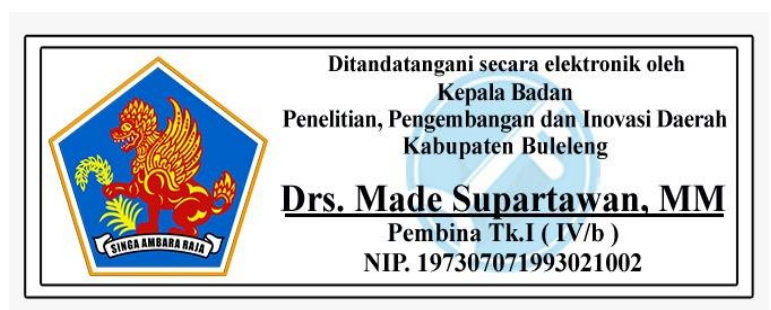 Ditandatangani secara elektronik oleh
Kepala Badan
Penelitian, Pengembangan dan Inovasi Daerah
Kabupaten Buleleng
Drs. Made Supartawan, MM
Pembina Tk.I ( IV/b )
NIP. 197307071993021002
SINGA AMBARA RAJA